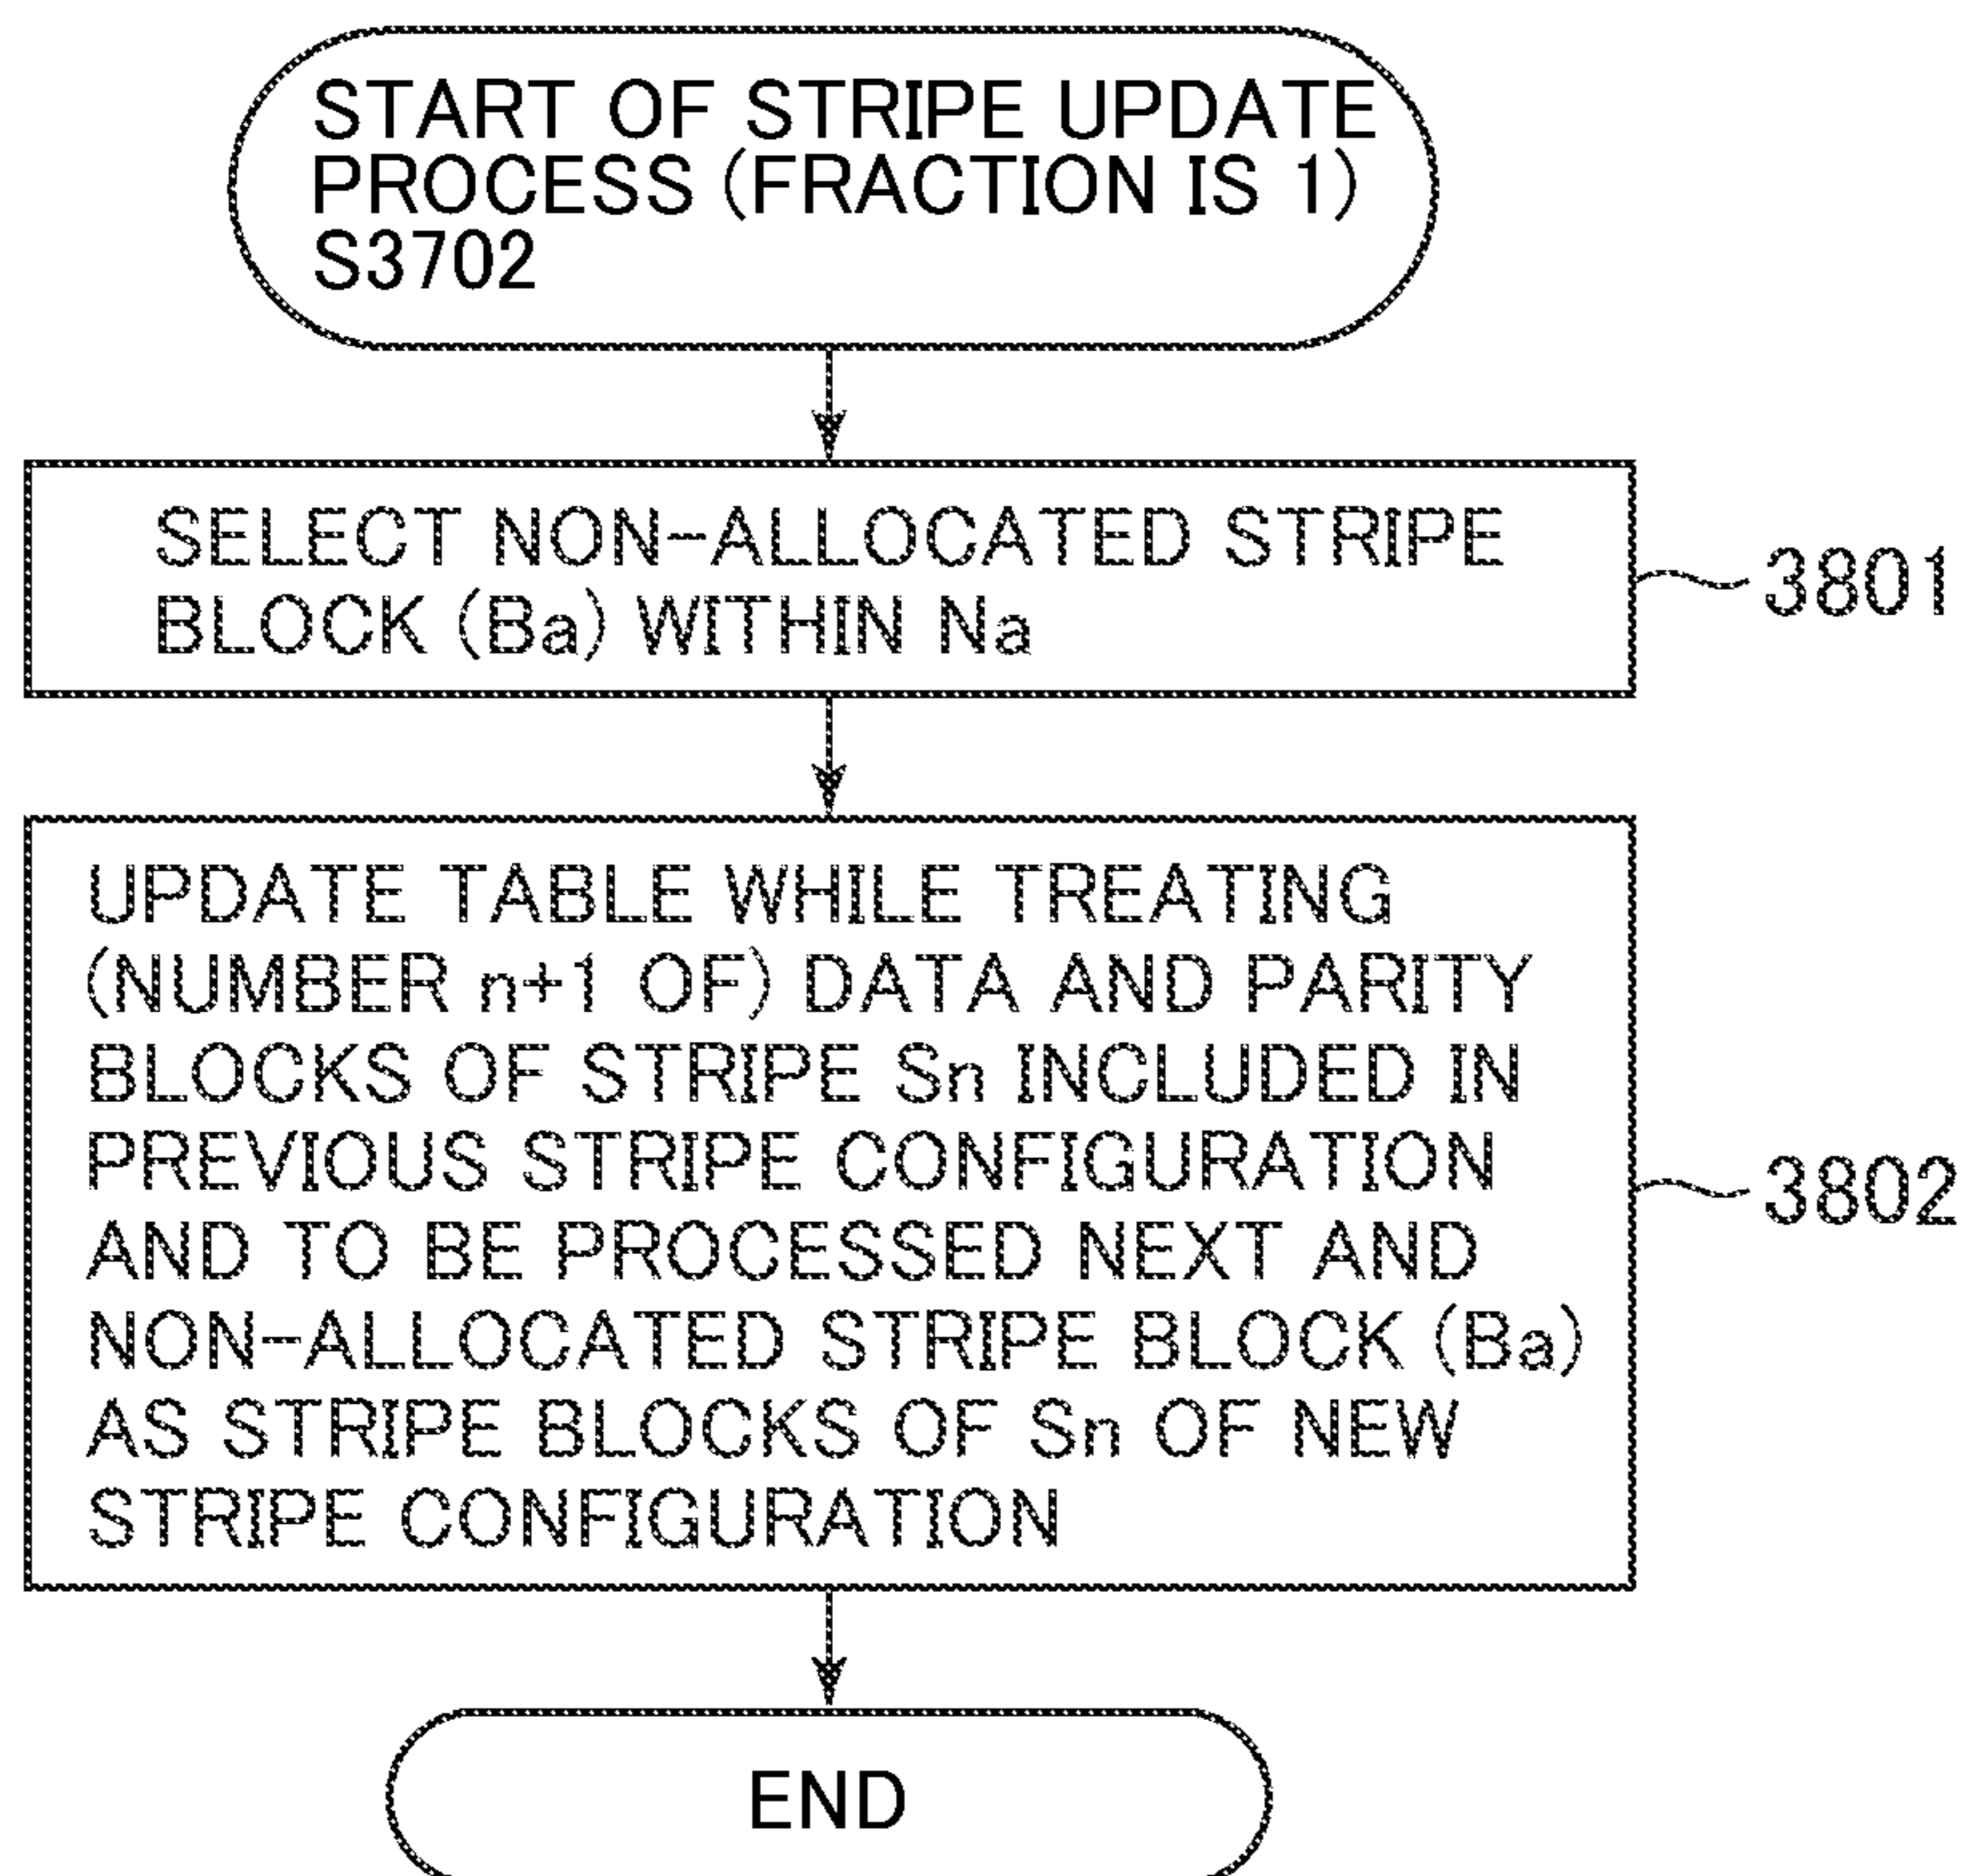 START OF STRIPE UPDATE
PROCESS (FRACTION IS 1)
S3702
SELECT NON-ALLOCATED STRIPE
BLOCK (Ba) WITHIN Na
3801
UPDATE TABLE WHILE TREATING
(NUMBER n+1 OF) DATA AND PARITY
BLOCKS OF STRIPE Sn INCLUDED IN
PREVIOUS STRIPE CONFIGURATION
AND TO BE PROCESSED NEXT AND
NON-ALLOCATED STRIPE BLOCK (Ba)
AS STRIPE BLOCKS OF Sn OF NEW
STRIPE CONFIGURATION
3802
END